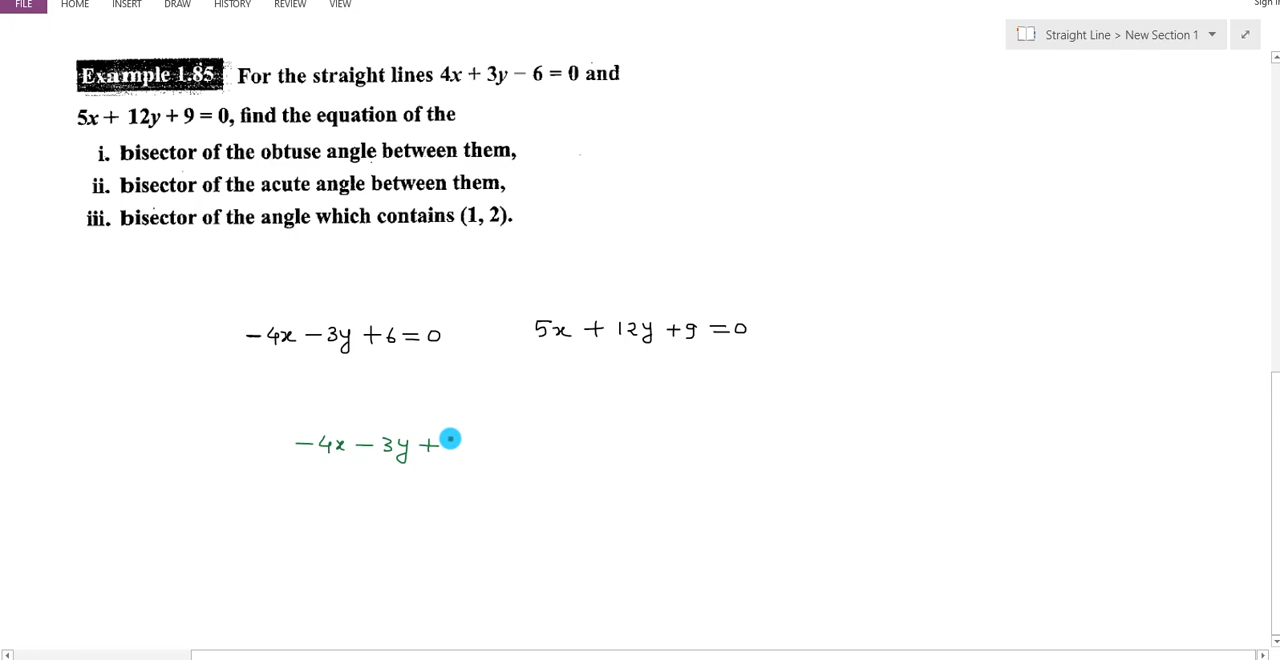 FILE HOME INSERT DRAW HISTORY REVIEW VIEW
Straight Line > New Section 1
Example 1.85 For the straight lines 4x + 3y − 6 = 0 and
5x + 12y + 9 = 0, find the equation of the
i. bisector of the obtuse angle between them,
ii. bisector of the acute angle between them,
iii. bisector of the angle which contains (1, 2).
−4x −3y +6 = 0 5x + 12y +9 = 0
−4x − 3y +